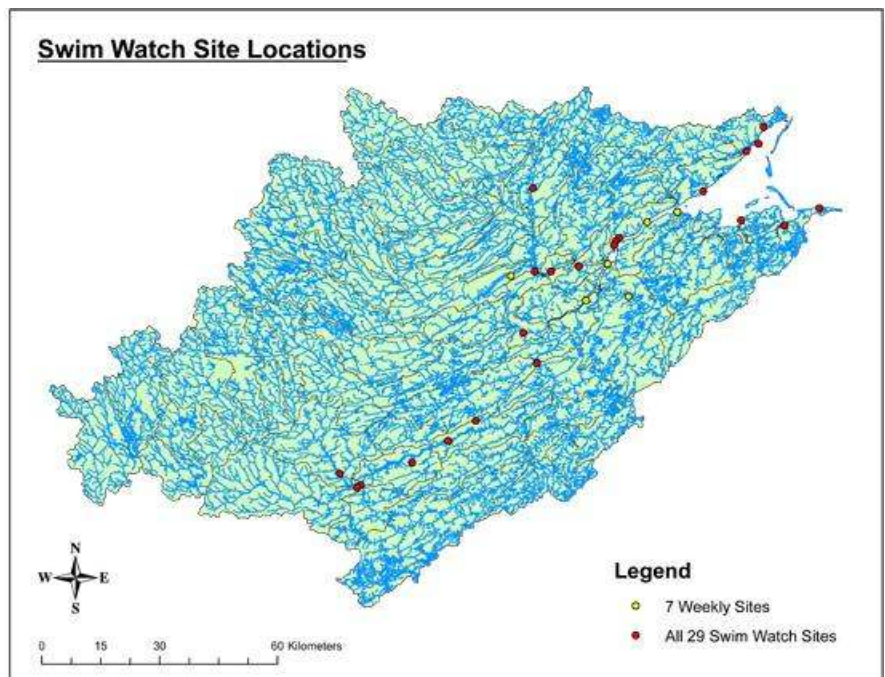 Swim Watch Site Locations
N
W E
S
Legend
7 Weekly Sites
All 29 Swim Watch Sites
0 15 30 60 Kilometers